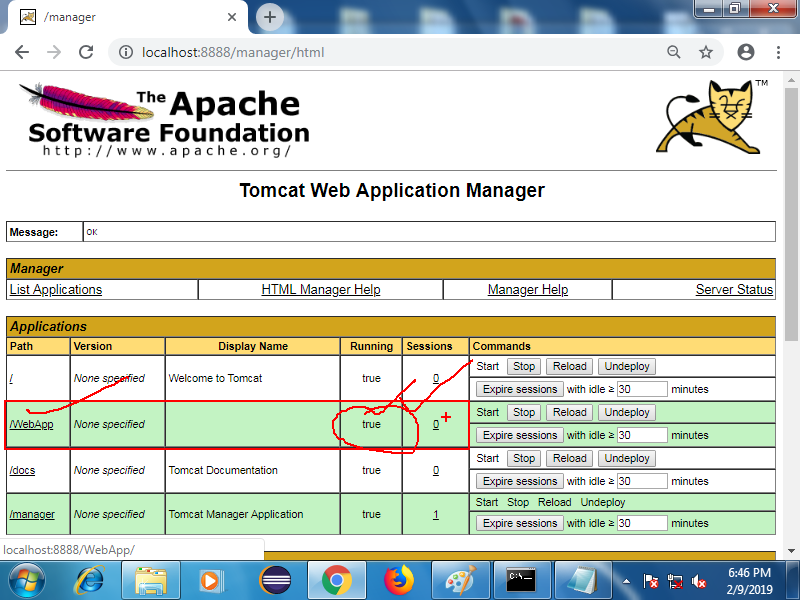 /manager
localhost:8888/manager/html
The Apache
Software Foundation
http://www.apache.org/
TM
Tomcat Web Application Manager
Message: OK
Manager
List Applications HTML Manager Help Manager Help Server Status
Applications
Path Version Display Name Running Sessions Commands
/ None specified Welcome to Tomcat true 0 Start Stop Reload Undeploy
Expire sessions with idle ≥ 30 minutes
/WebApp None specified true 0 Start Stop Reload Undeploy
Expire sessions with idle ≥ 30 minutes
/docs None specified Tomcat Documentation true 0 Start Stop Reload Undeploy
Expire sessions with idle ≥ 30 minutes
/manager None specified Tomcat Manager Application true 1 Start Stop Reload Undeploy
Expire sessions with idle ≥ 30 minutes
localhost:8888/WebApp/
C:\_
6:46 PM
2/9/2019